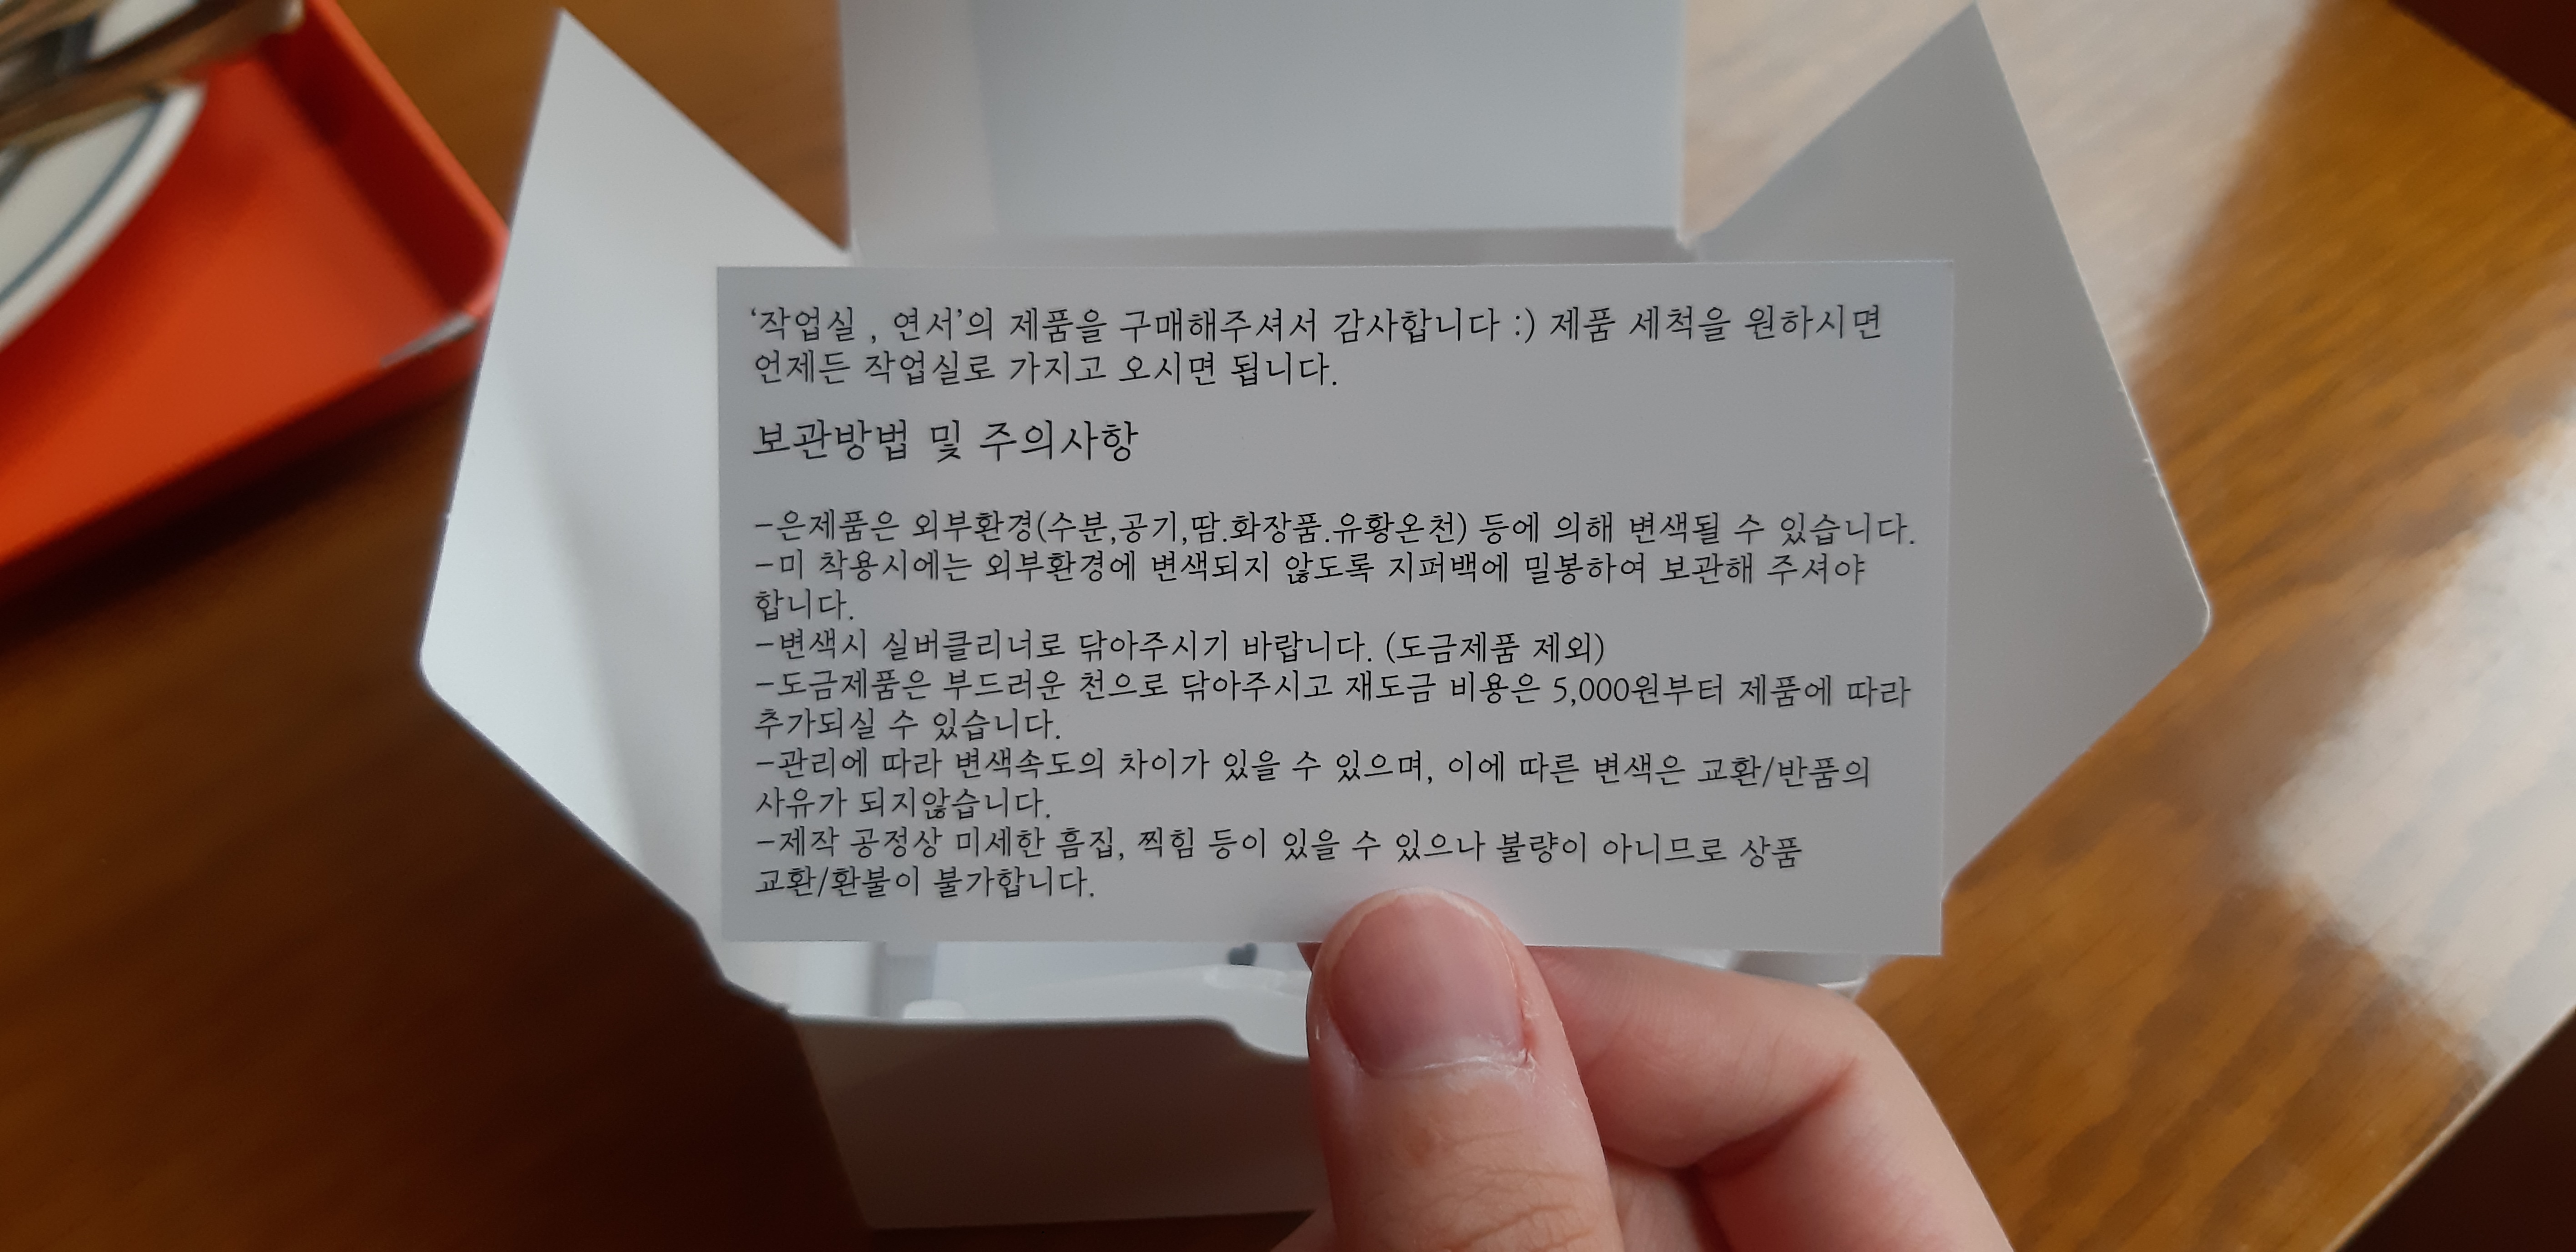 ‘작업실 , 연서’의 제품을 구매해주셔서 감사합니다 :) 제품 세척을 원하시면
언제든 작업실로 가지고 오시면 됩니다.
보관방법 및 주의사항
-은제품은 외부환경(수분,공기,땀.화장품.유황온천) 등에 의해 변색될 수 있습니다.
-미 착용시에는 외부환경에 변색되지 않도록 지퍼백에 밀봉하여 보관해 주셔야
합니다.
-변색시 실버클리너로 닦아주시기 바랍니다. (도금제품 제외)
-도금제품은 부드러운 천으로 닦아주시고 재도금 비용은 5,000원부터 제품에 따라
추가되실 수 있습니다.
-관리에 따라 변색속도의 차이가 있을 수 있으며, 이에 따른 변색은 교환/반품의
사유가 되지않습니다.
-제작 공정상 미세한 흠집, 찍힘 등이 있을 수 있으나 불량이 아니므로 상품
교환/환불이 불가합니다.